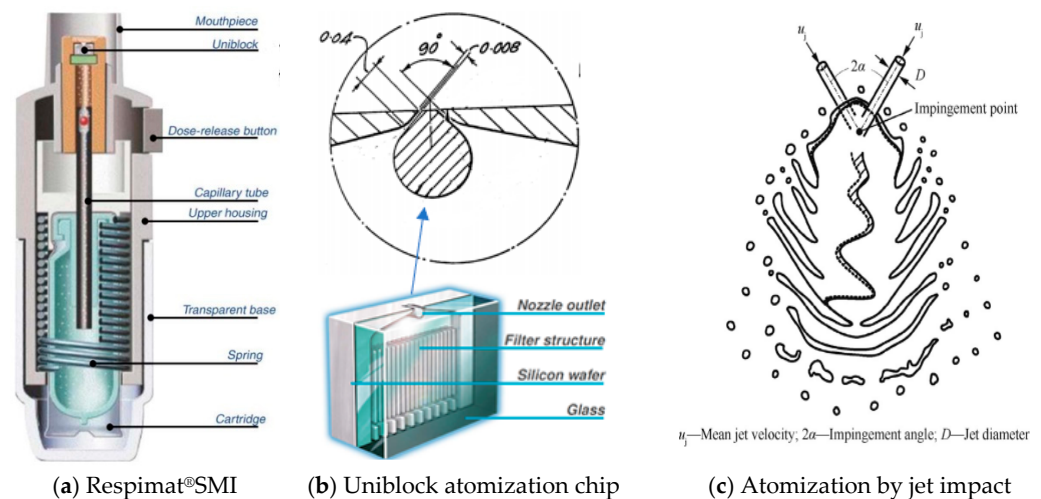 Mouthpiece
Uniblock
Dose-release button
Capillary tube
Upper housing
Transparent base
Spring
Cartridge
(a) Respimat®SMI
0.04
90°
0.008
Nozzle outlet
Filter structure
Silicon wafer
Glass
(b) Uniblock atomization chip
uj
uj
2α
D
Impingement point
uj—Mean jet velocity; 2α—Impingement angle; D—Jet diameter
(c) Atomization by jet impact